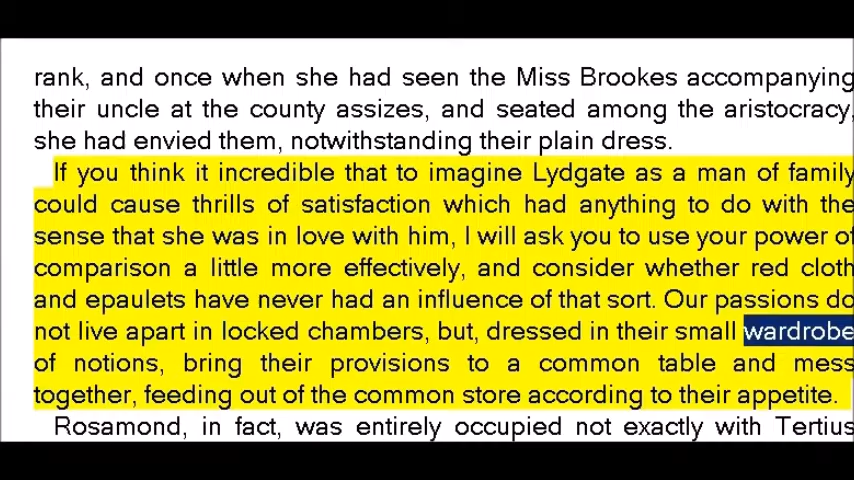 rank, and once when she had seen the Miss Brookes accompanying
their uncle at the county assizes, and seated among the aristocracy,
she had envied them, notwithstanding their plain dress.
If you think it incredible that to imagine Lydgate as a man of family
could cause thrills of satisfaction which had anything to do with the
sense that she was in love with him, I will ask you to use your power of
comparison a little more effectively, and consider whether red cloth
and epaulets have never had an influence of that sort. Our passions do
not live apart in locked chambers, but, dressed in their small wardrobe
of notions, bring their provisions to a common table and mess
together, feeding out of the common store according to their appetite.
Rosamond, in fact, was entirely occupied not exactly with Tertius